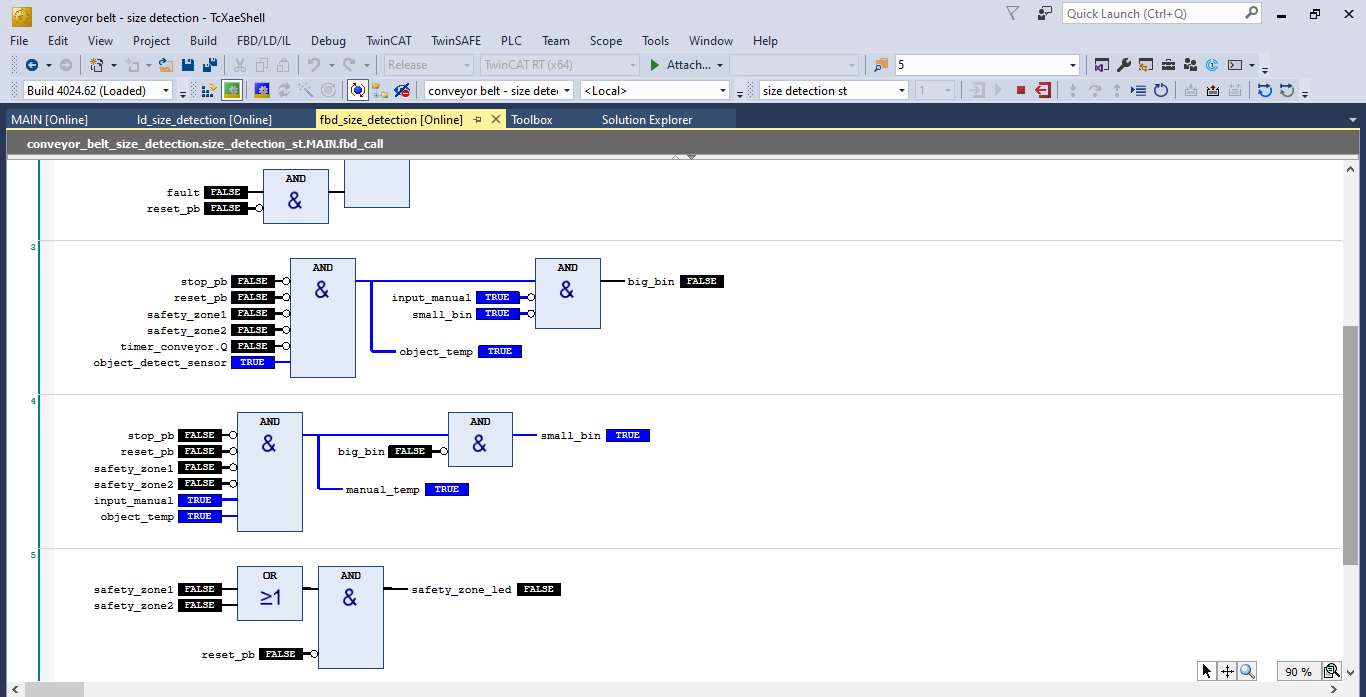 conveyor belt - size detection - TcXaeShell
Quick Launch (Ctrl+Q)
File Edit View Project Build FBD/LD/IL Debug TwinCAT TwinSAFE PLC Team Scope Tools Window Help
Release TwinCAT RT (x64) Attach... 5
Build 4024.62 (Loaded) conveyor belt - size detec <Local> size detection st 1
MAIN [Online] ld_size_detection [Online] fbd_size_detection [Online] Toolbox Solution Explorer
conveyor_belt_size_detection.size_detection_st.MAIN.fbd_call
AND
&
fault FALSE
reset_pb FALSE
3
AND AND
& &
stop_pb FALSE big_bin FALSE
reset_pb FALSE input_manual TRUE
safety_zone1 FALSE small_bin TRUE
safety_zone2 FALSE
timer_conveyor.Q FALSE object_temp TRUE
object_detect_sensor TRUE
4
AND AND
& &
stop_pb FALSE small_bin TRUE
reset_pb FALSE big_bin FALSE
safety_zone1 FALSE
safety_zone2 FALSE manual_temp TRUE
input_manual TRUE
object_temp TRUE
5
OR AND
≥1 &
safety_zone1 FALSE safety_zone_led FALSE
safety_zone2 FALSE
reset_pb FALSE
90 %